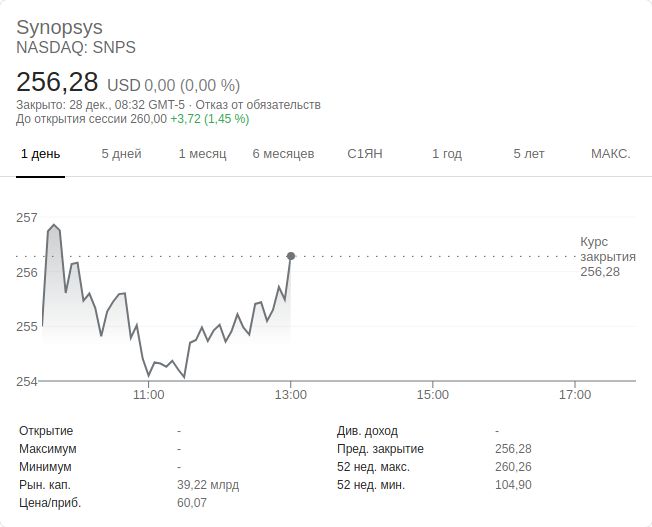 Synopsys
NASDAQ: SNPS
256,28 USD 0,00 (0,00 %)
Закрыто: 28 дек., 08:32 GMT-5 · Отказ от обязательств
До открытия сессии 260,00 +3,72 (1,45 %)
1 день 5 дней 1 месяц 6 месяцев С1ЯН 1 год 5 лет МАКС.
257
Курс
закрытия
256 256,28
255
254
11:00 13:00 15:00 17:00
Открытие - Див. доход -
Максимум - Пред. закрытие 256,28
Минимум - 52 нед. макс. 260,26
Рын. кап. 39,22 млрд 52 нед. мин. 104,90
Цена/приб. 60,07